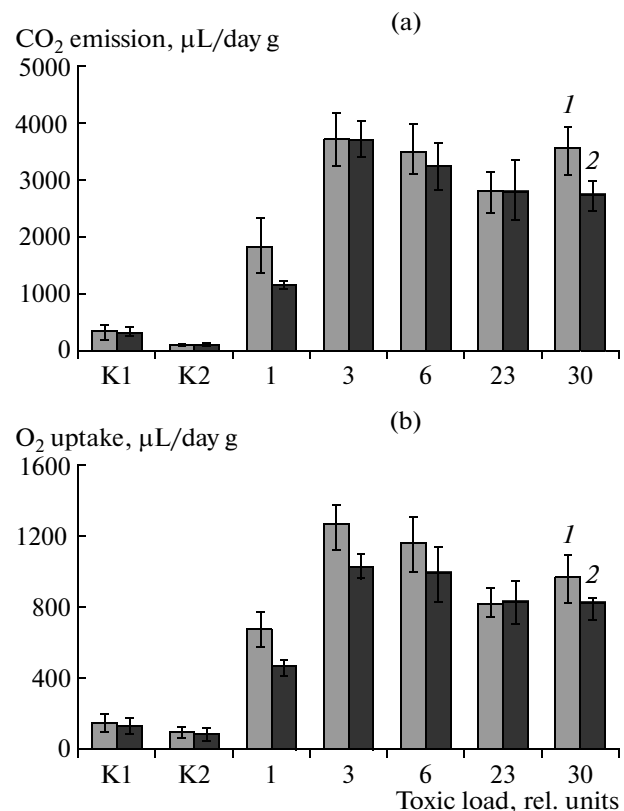 (a)
CO₂ emission, μL/day g
5000
4000
3000
2000
1000
0
1
2
K1 K2 1 3 6 23 30
(b)
O₂ uptake, μL/day g
1600
1200
800
400
0
1
2
K1 K2 1 3 6 23 30
Toxic load, rel. units